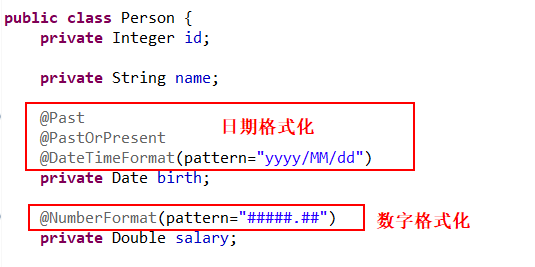 public class Person {
private Integer id;
private String name;
@Past
日期格式化
@PastOrPresent
@DateTimeFormat(pattern="yyyy/MM/dd")
private Date birth;
@NumberFormat(pattern="#####.##")
数字格式化
private Double salary;